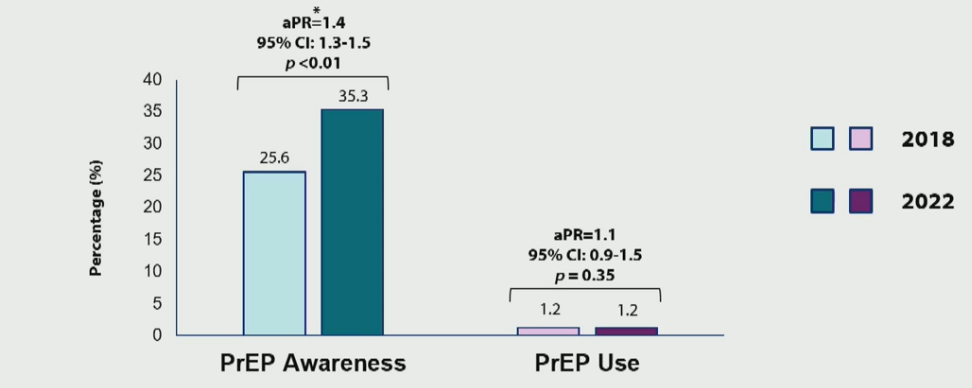 *
aPR=1.4
95% CI: 1.3-1.5
p <0.01
40
35
30
25
20
15
10
5
0
Percentage (%)
25.6
35.3
aPR=1.1
95% CI: 0.9-1.5
p = 0.35
1.2
1.2
PrEP Awareness
PrEP Use
2018
2022